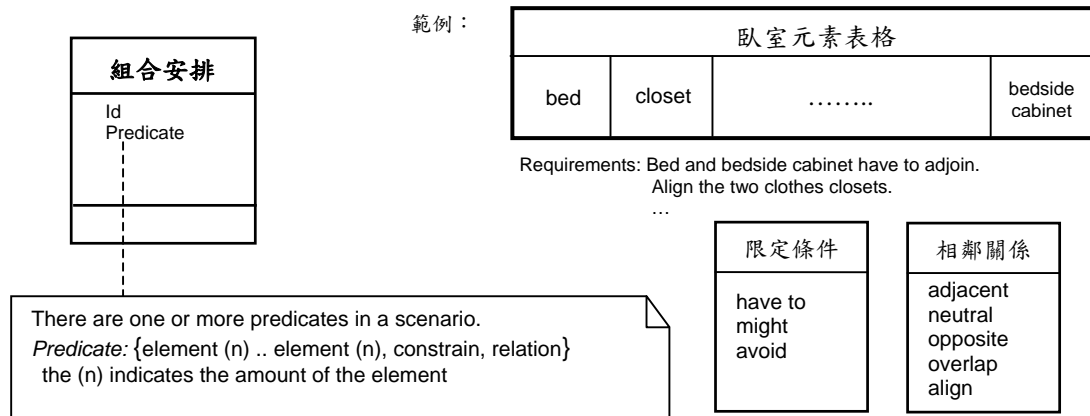 組合安排
Id
Predicate
There are one or more predicates in a scenario.
Predicate: {element (n) .. element (n), constrain, relation}
the (n) indicates the amount of the element
範例：
臥室元素表格
bed
closet
……..
bedside
cabinet
Requirements: Bed and bedside cabinet have to adjoin.
Align the two clothes closets.
…
限定條件
have to
might
avoid
相鄰關係
adjacent
neutral
opposite
overlap
align